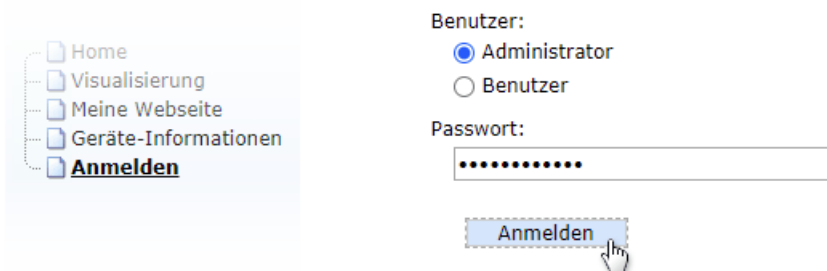 Home
Visualisierung
Meine Webseite
Geräte-Informationen
Anmelden
Benutzer:
Administrator
Benutzer
Passwort:
••••••••••••
Anmelden